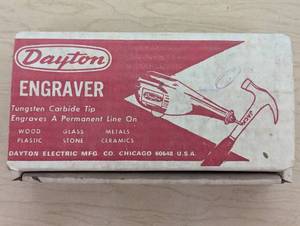 Dayton
ENGRAVER
Tungsten Carbide Tip
Engraves A Permanent Line On
WOOD GLASS METALS
PLASTIC STONE CERAMICS
DAYTON ELECTRIC MFG. CO. CHICAGO 60648 U.S.A.
Dayton